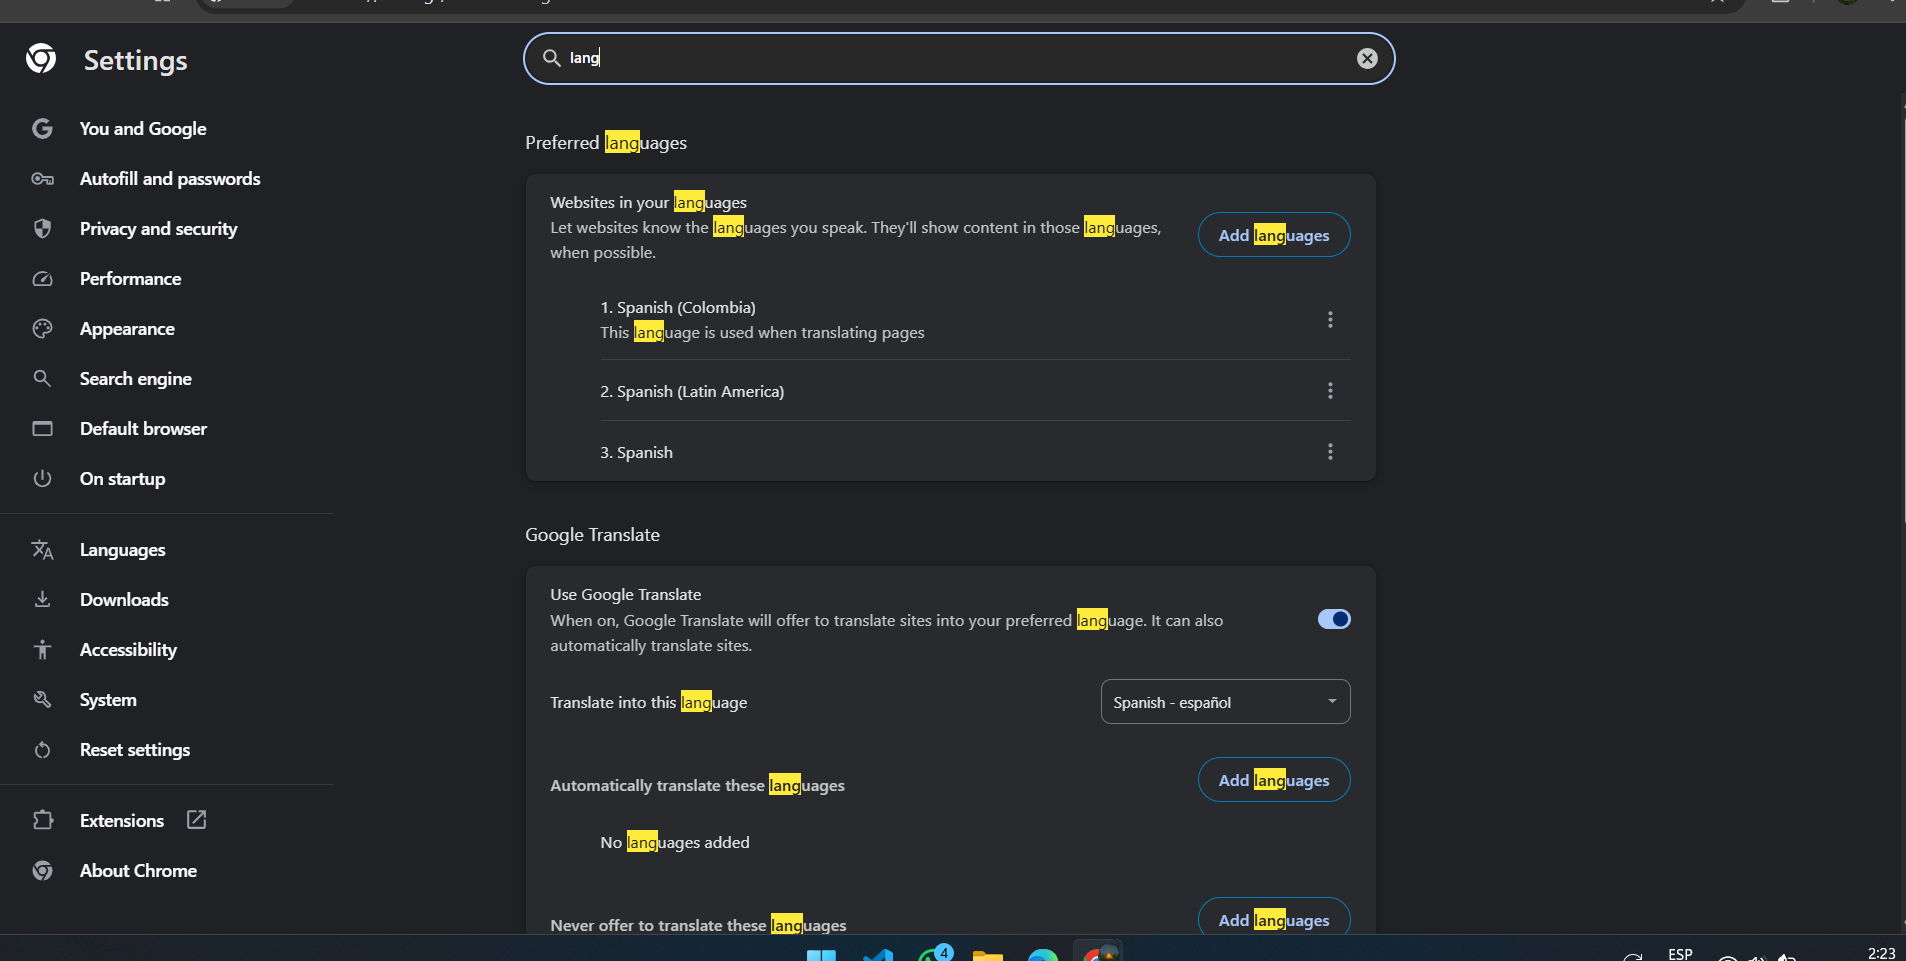 Settings
lang
You and Google
Autofill and passwords
Privacy and security
Performance
Appearance
Search engine
Default browser
On startup
Languages
Downloads
Accessibility
System
Reset settings
Extensions
About Chrome
Preferred languages
Websites in your languages
Let websites know the languages you speak. They'll show content in those languages,
when possible.
Add languages
1. Spanish (Colombia)
This language is used when translating pages
2. Spanish (Latin America)
3. Spanish
Google Translate
Use Google Translate
When on, Google Translate will offer to translate sites into your preferred language. It can also
automatically translate sites.
Translate into this language
Spanish - español
Automatically translate these languages
Add languages
No languages added
Never offer to translate these languages
Add languages
4
ESP
2:23